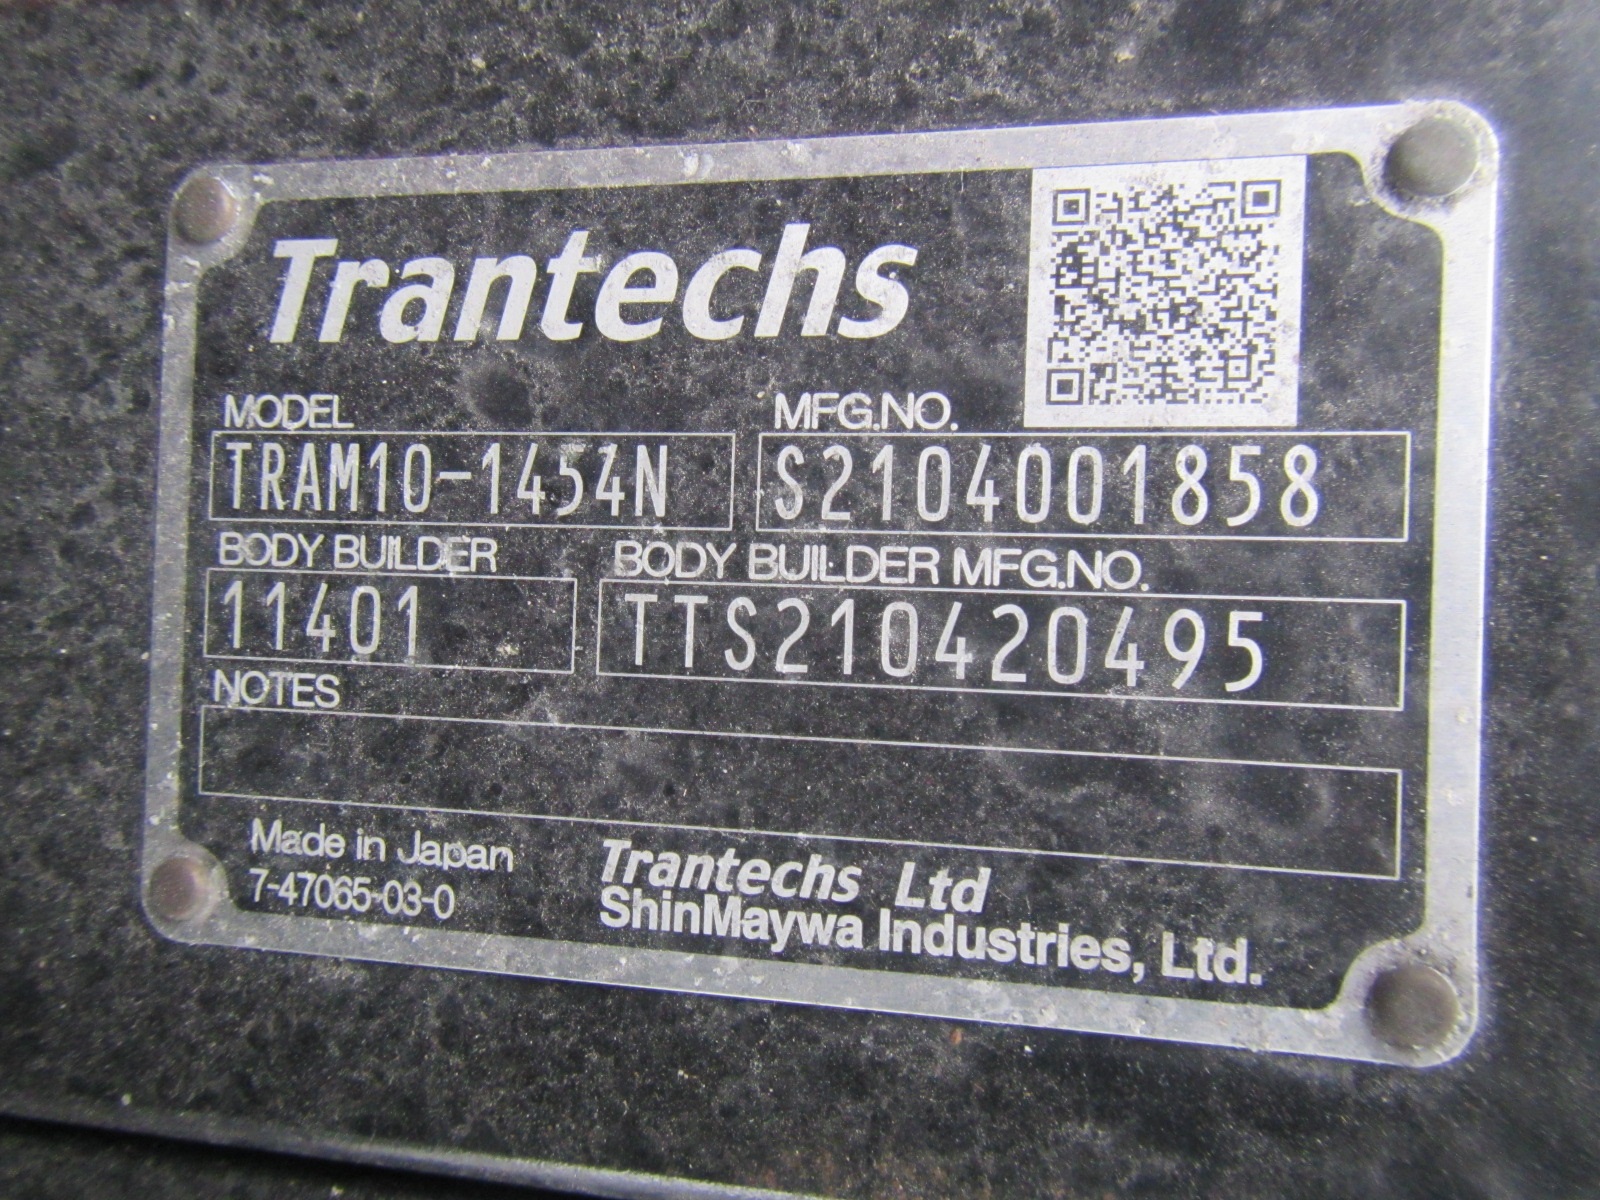 Trantechs
MODEL MFG.NO.
TRAM10-1454N S2104001858
BODY BUILDER BODY BUILDER MFG.NO.
11401 TTS210420495
NOTES
Made in Japan
7-47065-03-0
Trantechs Ltd
ShinMaywa Industries, Ltd.